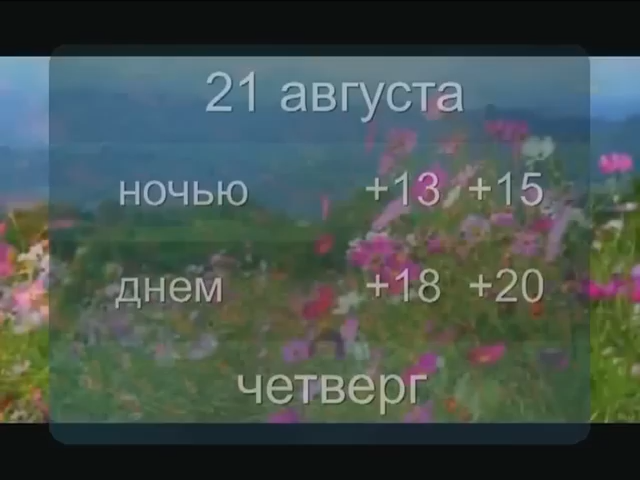 21 августа
ночью +13 +15
днем +18 +20
четверг